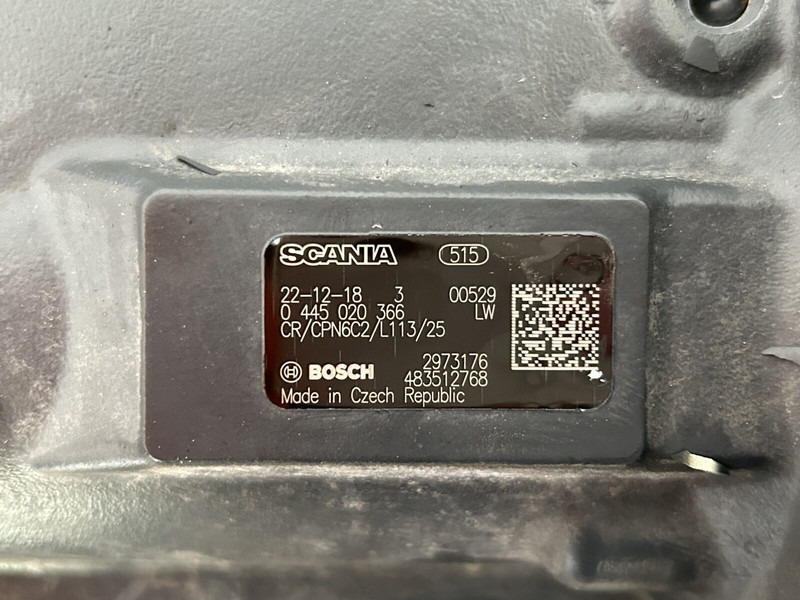 SCANIA 515
22-12-18 3 00529
0 445 020 366 LW
CR/CPN6C2/L113/25
BOSCH 2973176
483512768
Made in Czech Republic